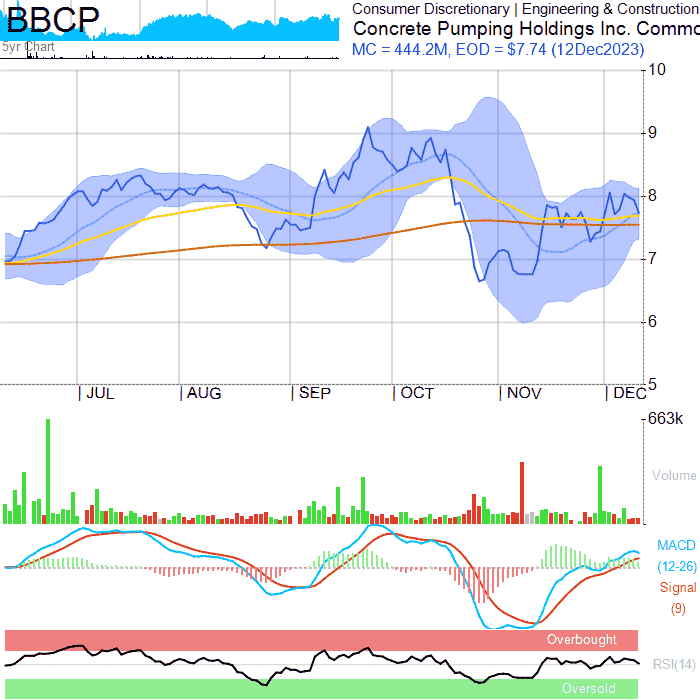 BBCP
5yr Chart
Consumer Discretionary | Engineering & Construction
Concrete Pumping Holdings Inc. Commo
MC = 444.2M, EOD = $7.74 (12Dec2023)
10
9
8
7
6
5
JUL AUG SEP OCT NOV DEC
663k
Volume
MACD
(12-26)
Signal
(9)
Overbought
RSI(14)
Oversold